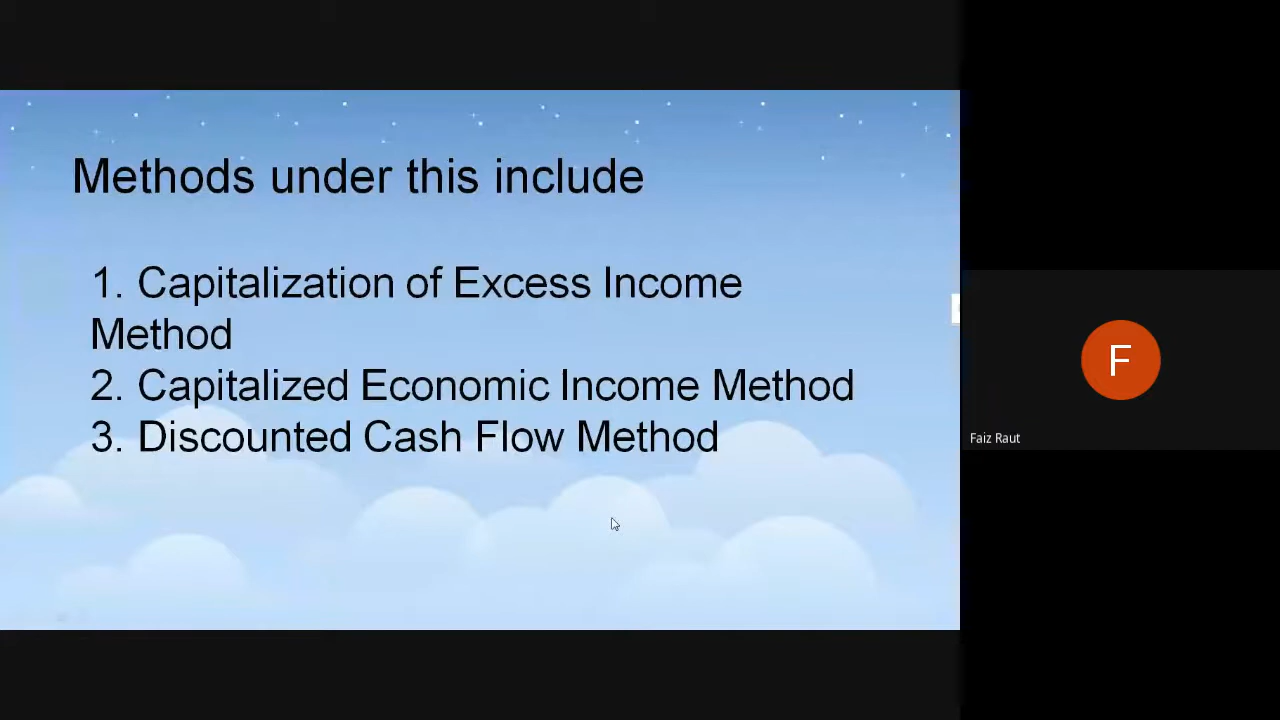 Methods under this include
1. Capitalization of Excess Income
Method
2. Capitalized Economic Income Method
3. Discounted Cash Flow Method
F
Faiz Raut